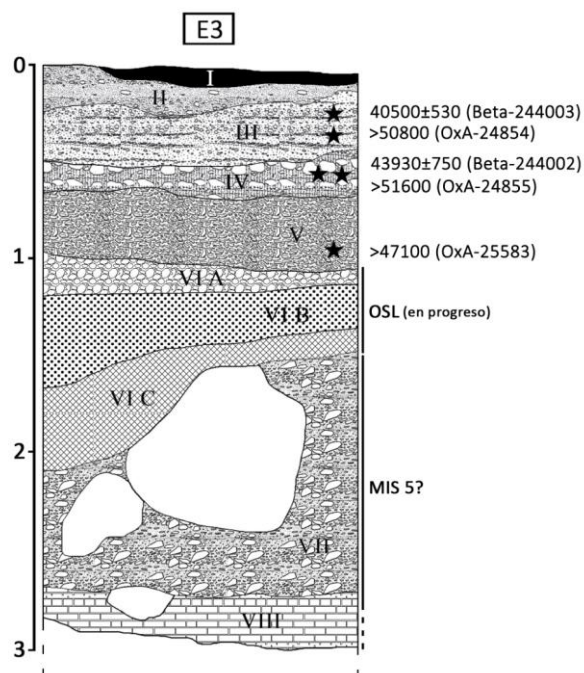 E3
0
I
II
40500±530 (Beta-244003)
III
>50800 (OxA-24854)
43930±750 (Beta-244002)
IV
>51600 (OxA-24855)
V
>47100 (OxA-25583)
1
VI A
VI B
OSL (en progreso)
VI C
2
MIS 5?
VII
VIII
3